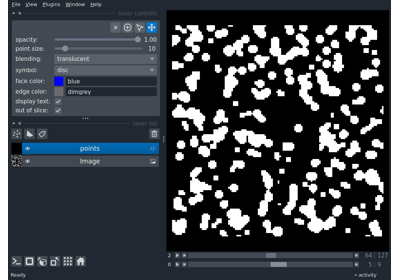 File View Plugins Window Help
layer controls
opacity: 1.00
point size: 10
blending: translucent
symbol: disc
face color: blue
edge color: dimgrey
display text:
out of slice:
layer list
points
Image
2 64 127
0 5 9
Ready activity